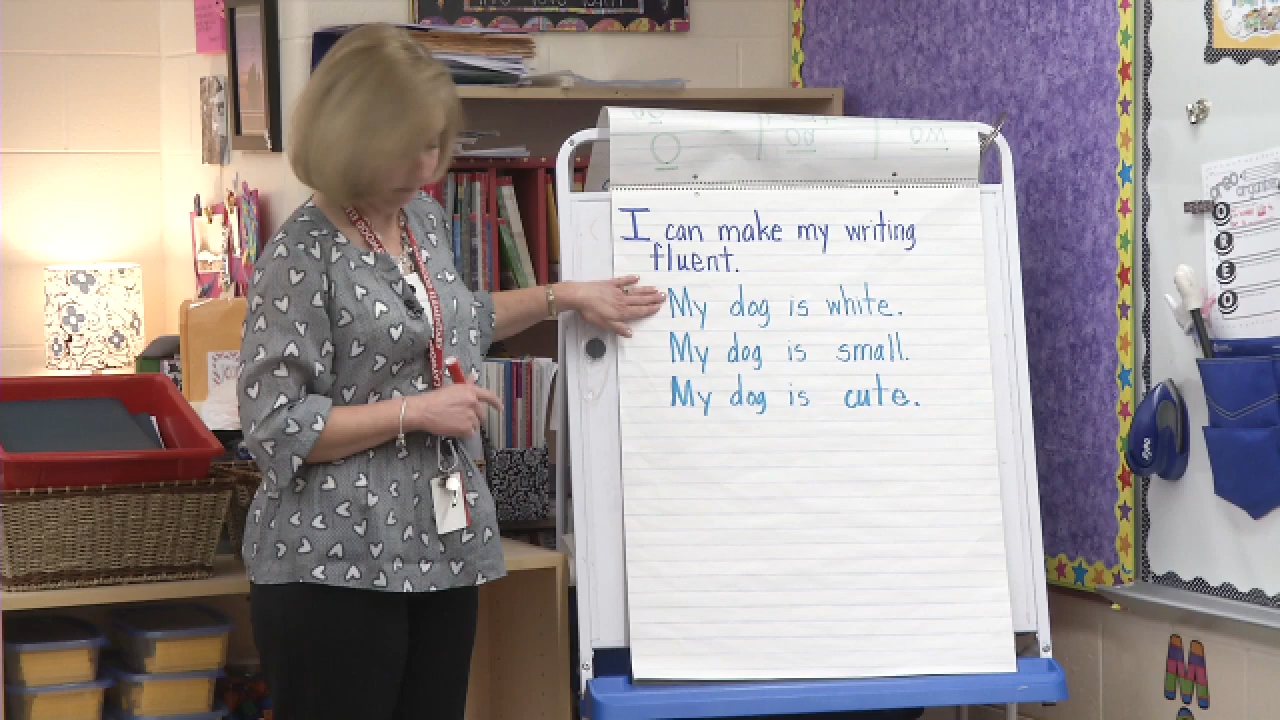 I can make my writing
fluent.
My dog is white.
My dog is small.
My dog is cute.